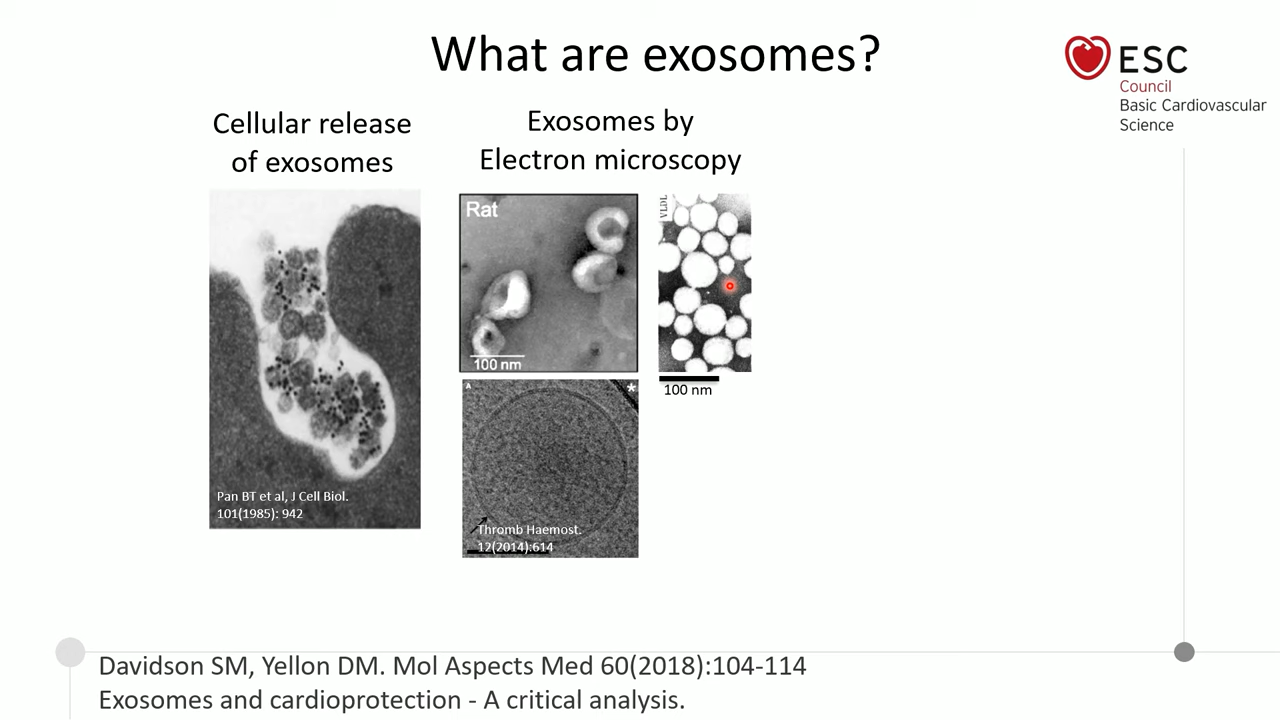 What are exosomes?
ESC
Council
Basic Cardiovascular
Science
Cellular release
of exosomes
Exosomes by
Electron microscopy
Rat
100 nm
VLDL
100 nm
A
*
Pan BT et al, J Cell Biol.
101(1985): 942
Thromb Haemost.
12(2014):614
Davidson SM, Yellon DM. Mol Aspects Med 60(2018):104-114
Exosomes and cardioprotection - A critical analysis.